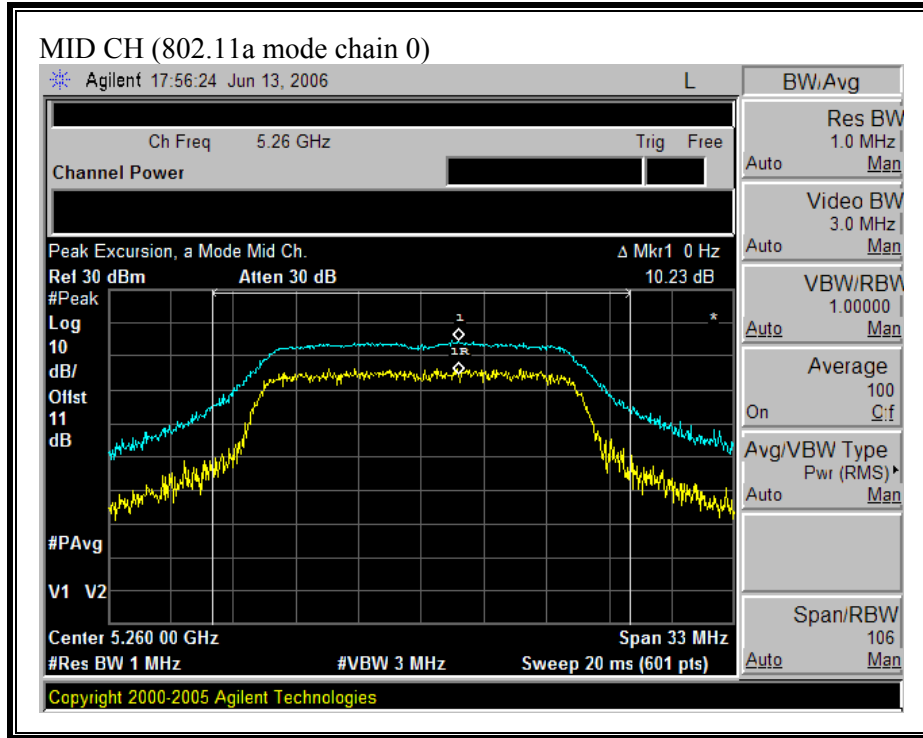 MID CH (802.11a mode chain 0)
Agilent 17:56:24 Jun 13, 2006 L
BW/Avg
Ch Freq 5.26 GHz Trig Free
Channel Power
Peak Excursion, a Mode Mid Ch. Δ Mkr1 0 Hz
Ref 30 dBm Atten 30 dB 10.23 dB
#Peak
Log
10
dB/
Offst
11
dB
1
1R
*
#PAvg
V1 V2
Center 5.260 00 GHz Span 33 MHz
#Res BW 1 MHz #VBW 3 MHz Sweep 20 ms (601 pts)
Copyright 2000-2005 Agilent Technologies
Res BW
1.0 MHz
Auto Man
Video BW
3.0 MHz
Auto Man
VBW/RBW
1.00000
Auto Man
Average
100
On Off
Avg/VBW Type
Pwr (RMS)
Auto Man
Span/RBW
106
Auto Man